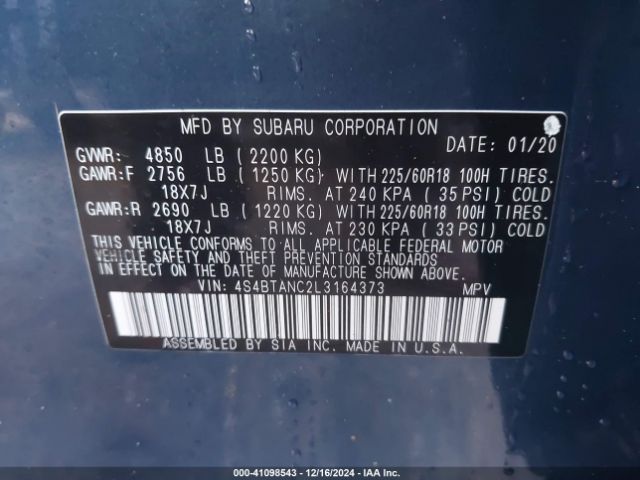 MFD BY SUBARU CORPORATION
DATE: 01/20
GVWR: 4850 LB ( 2200 KG)
GAWR:F 2756 LB ( 1250 KG) WITH 225/60R18 100H TIRES.
18X7J RIMS. AT 240 KPA ( 35 PSI) COLD
GAWR:R 2690 LB ( 1220 KG) WITH 225/60R18 100H TIRES.
18X7J RIMS. AT 230 KPA ( 33 PSI) COLD
THIS VEHICLE CONFORMS TO ALL APPLICABLE FEDERAL MOTOR
VEHICLE SAFETY AND THEFT PREVENTION STANDARDS
IN EFFECT ON THE DATE OF MANUFACTURE SHOWN ABOVE.
VIN: 4S4BTANC2L3164373 MPV
ASSEMBLED BY SIA INC. MADE IN U.S.A.
000-41098543 - 12/16/2024 - IAAI.COM